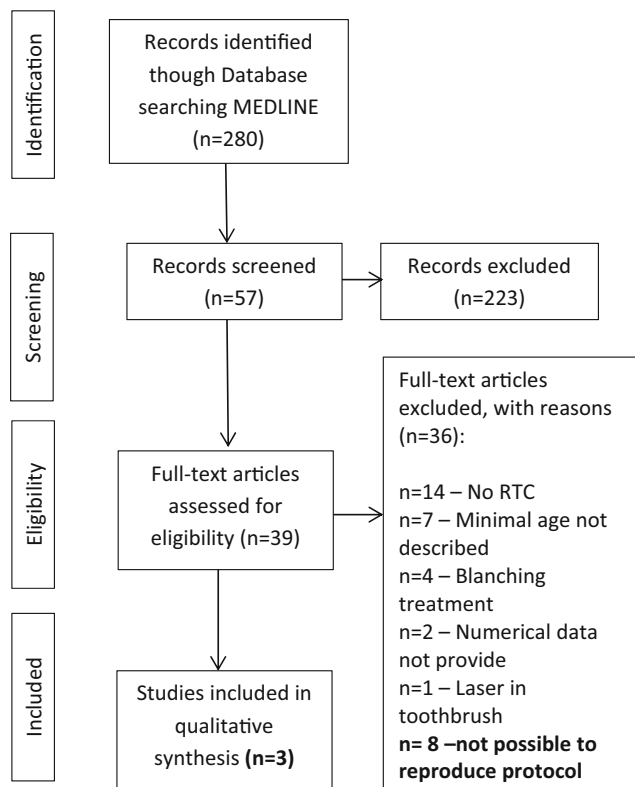 Identification
Records identified
though Database
searching MEDLINE
(n=280)
Screening
Records screened
(n=57)
Records excluded
(n=223)
Eligibility
Full-text articles
assessed for
eligibility (n=39)
Full-text articles
excluded, with reasons
(n=36):
n=14 – No RTC
n=7 – Minimal age not
described
n=4 – Blanching
treatment
n=2 – Numerical data
not provide
n=1 – Laser in
toothbrush
n= 8 –not possible to
reproduce protocol
Included
Studies included in
qualitative
synthesis (n=3)